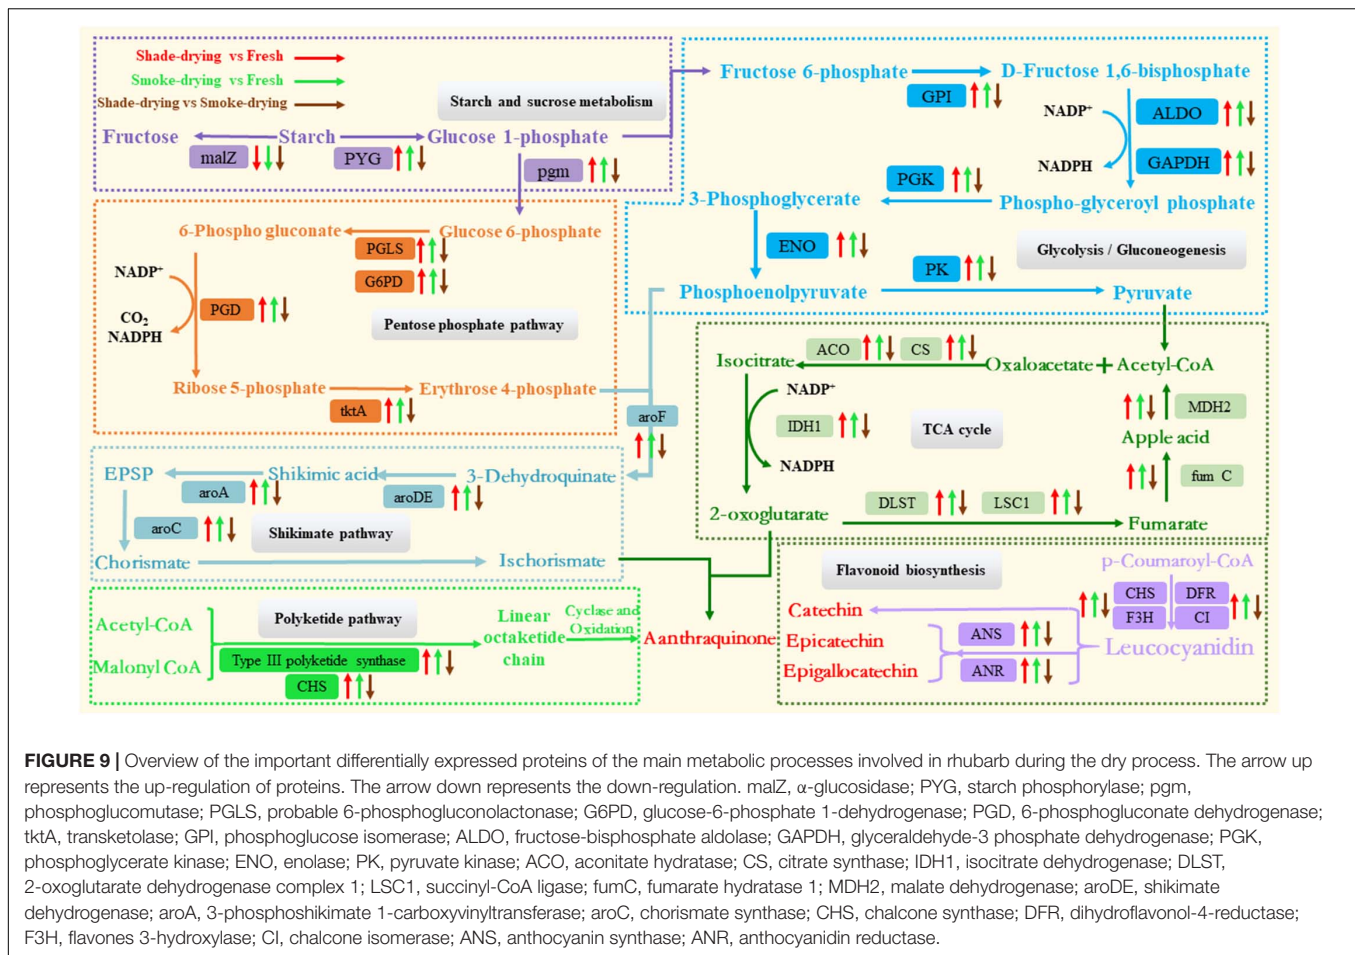 Shade-drying vs Fresh
Smoke-drying vs Fresh
Shade-drying vs Smoke-drying
Starch and sucrose metabolism
Fructose
Starch
Glucose 1-phosphate
malZ
PYG
pgm
Fructose 6-phosphate
D-Fructose 1,6-bisphosphate
GPI
NADP+
ALDO
NADPH
GAPDH
PGK
3-Phosphoglycerate
Phospho-glyceroyl phosphate
ENO
PK
Glycolysis / Gluconeogenesis
Phosphoenolpyruvate
Pyruvate
6-Phospho gluconate
Glucose 6-phosphate
PGLS
G6PD
NADP+
PGD
CO2
NADPH
Pentose phosphate pathway
Ribose 5-phosphate
Erythrose 4-phosphate
tktA
aroF
ACO
CS
Isocitrate
Oxaloacetate + Acetyl-CoA
NADP+
IDH1
NADPH
TCA cycle
MDH2
Apple acid
fum C
DLST
LSC1
2-oxoglutarate
Fumarate
EPSP
Shikimic acid
3-Dehydroquinate
aroA
aroDE
aroC
Shikimate pathway
Chorismate
Ischorismate
Polyketide pathway
Acetyl-CoA
Malonyl CoA
Type III polyketide synthase
CHS
Linear
octaketide
chain
Cyclase and
Oxidation
Aanthraquinone
Flavonoid biosynthesis
p-Coumaroyl-CoA
CHS
DFR
F3H
CI
Catechin
Epicatechin
Epigallocatechin
ANS
ANR
Leucocyanidin
FIGURE 9 | Overview of the important differentially expressed proteins of the main metabolic processes involved in rhubarb during the dry process. The arrow up
represents the up-regulation of proteins. The arrow down represents the down-regulation. malZ, α-glucosidase; PYG, starch phosphorylase; pgm,
phosphoglucomutase; PGLS, probable 6-phosphogluconolactonase; G6PD, glucose-6-phosphate 1-dehydrogenase; PGD, 6-phosphogluconate dehydrogenase;
tktA, transketolase; GPI, phosphoglucose isomerase; ALDO, fructose-bisphosphate aldolase; GAPDH, glyceraldehyde-3 phosphate dehydrogenase; PGK,
phosphoglycerate kinase; ENO, enolase; PK, pyruvate kinase; ACO, aconitate hydratase; CS, citrate synthase; IDH1, isocitrate dehydrogenase; DLST,
2-oxoglutarate dehydrogenase complex 1; LSC1, succinyl-CoA ligase; fumC, fumarate hydratase 1; MDH2, malate dehydrogenase; aroDE, shikimate
dehydrogenase; aroA, 3-phosphoshikimate 1-carboxyvinyltransferase; aroC, chorismate synthase; CHS, chalcone synthase; DFR, dihydroflavonol-4-reductase;
F3H, flavones 3-hydroxylase; CI, chalcone isomerase; ANS, anthocyanin synthase; ANR, anthocyanidin reductase.